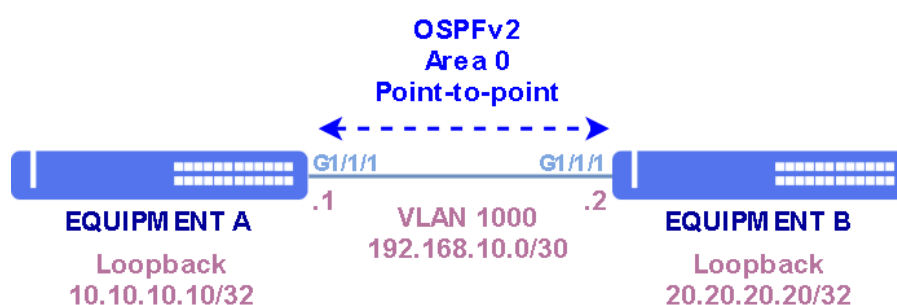 OSPFv2
Area 0
Point-to-point
G1/1/1
G1/1/1
.1
.2
VLAN 1000
192.168.10.0/30
EQUIPMENT A
EQUIPMENT B
Loopback
10.10.10.10/32
Loopback
20.20.20.20/32